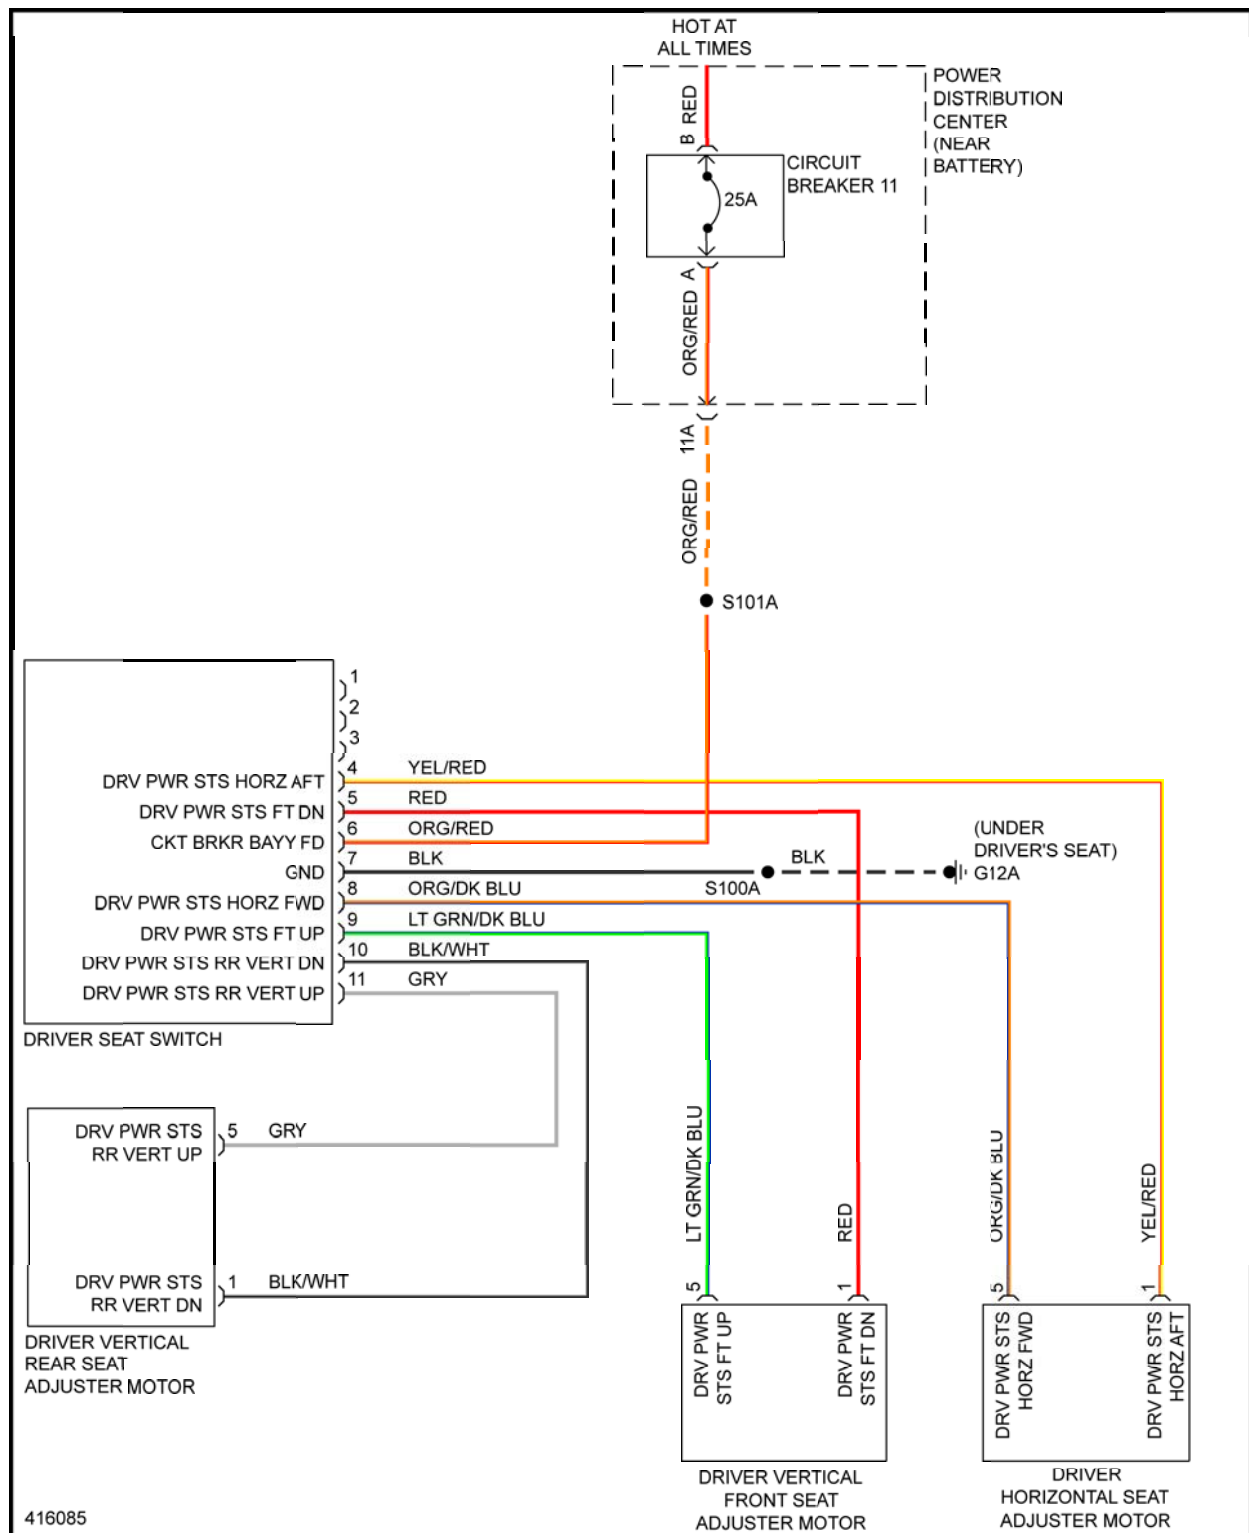 HOT AT
ALL TIMES
POWER
DISTRIBUTION
CENTER
(NEAR
BATTERY)
B RED
CIRCUIT
BREAKER 11
25A
A
ORG/RED
11A
ORG/RED
S101A
1
2
3
DRV PWR STS HORZ AFT 4 YEL/RED
DRV PWR STS FT DN 5 RED
CKT BRKR BAYY FD 6 ORG/RED
GND 7 BLK
S100A
BLK
(UNDER
DRIVER'S SEAT)
G12A
DRV PWR STS HORZ FWD 8 ORG/DK BLU
DRV PWR STS FT UP 9 LT GRN/DK BLU
DRV PWR STS RR VERT DN 10 BLK/WHT
DRV PWR STS RR VERT UP 11 GRY
DRIVER SEAT SWITCH
DRV PWR STS
RR VERT UP
5 GRY
DRV PWR STS
RR VERT DN
1 BLK/WHT
DRIVER VERTICAL
REAR SEAT
ADJUSTER MOTOR
LT GRN/DK BLU
5
RED
1
DRV PWR
STS FT UP
DRV PWR
STS FT DN
DRIVER VERTICAL
FRONT SEAT
ADJUSTER MOTOR
ORG/DK BLU
5
YEL/RED
1
DRV PWR STS
HORZ FWD
DRV PWR STS
HORZ AFT
DRIVER
HORIZONTAL SEAT
ADJUSTER MOTOR
416085